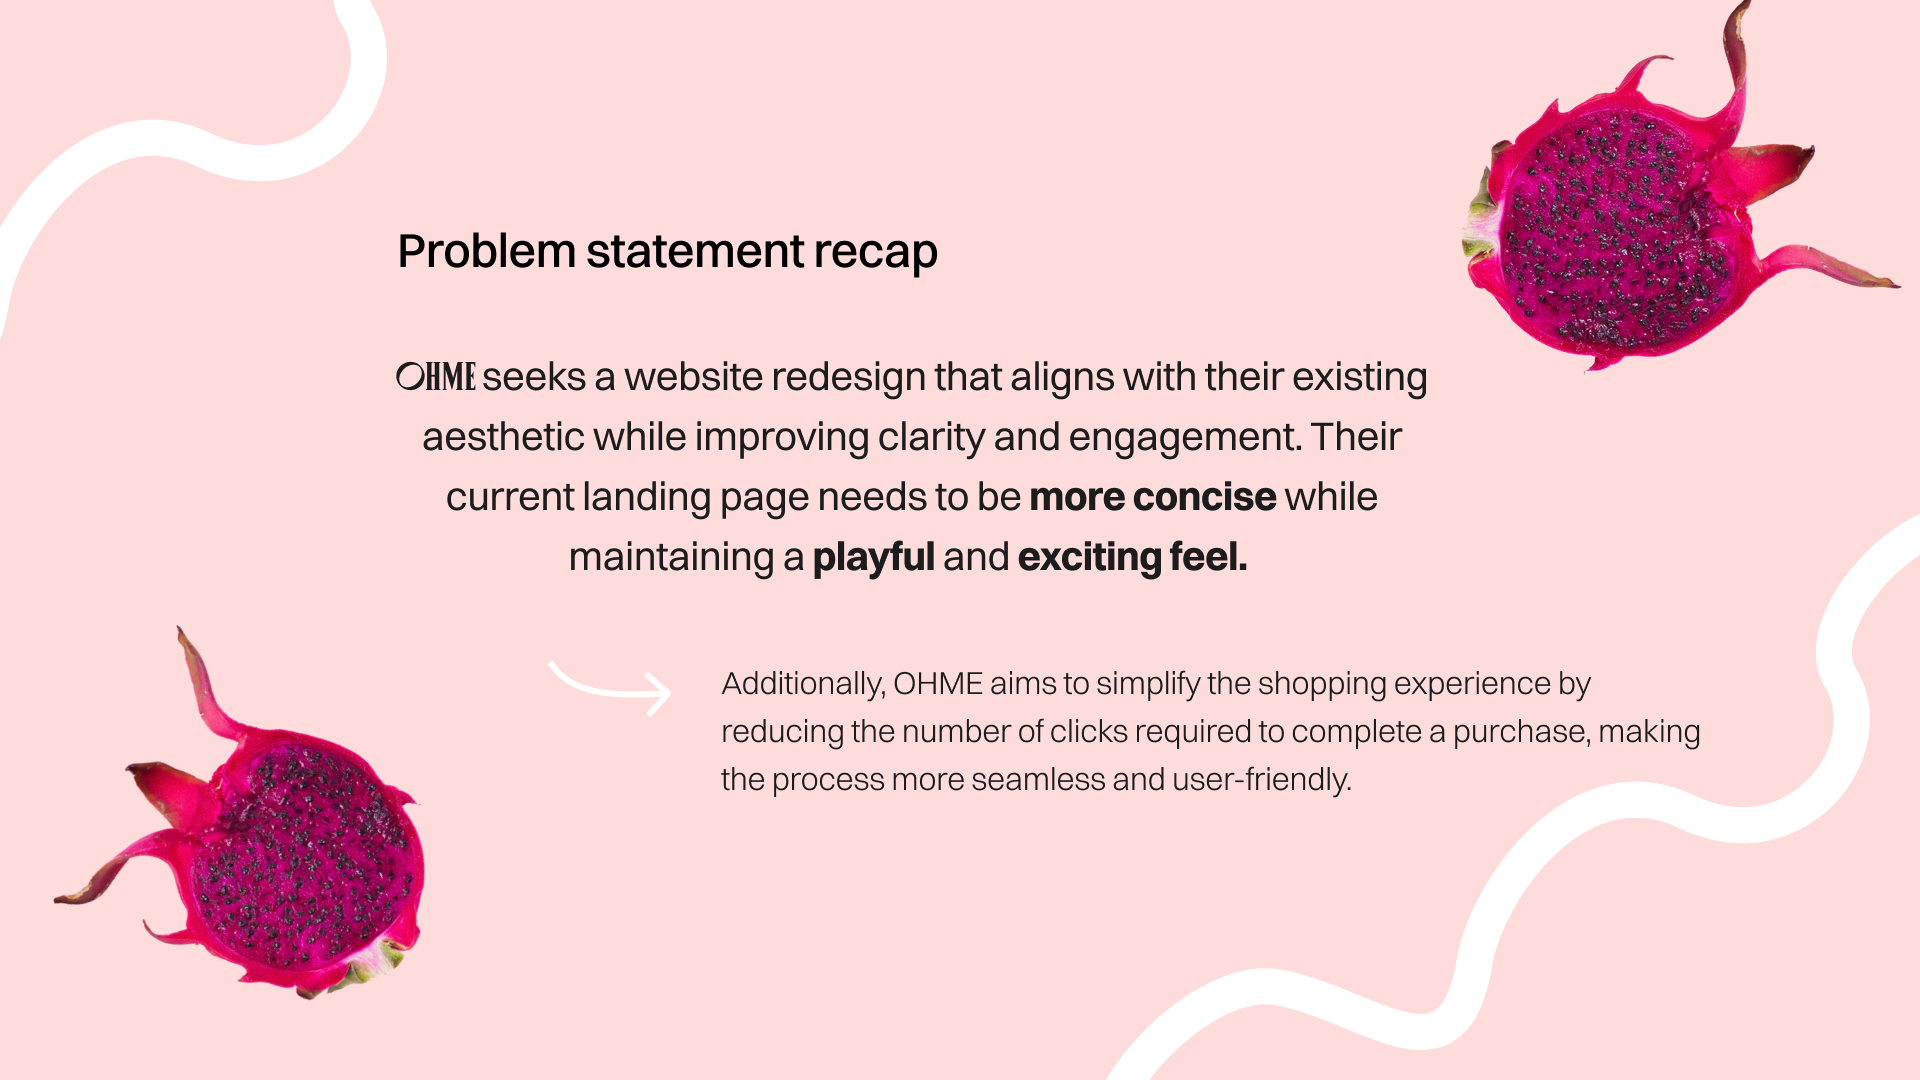 Problem statement recap
OHME seeks a website redesign that aligns with their existing
aesthetic while improving clarity and engagement. Their
current landing page needs to be more concise while
maintaining a playful and exciting feel.
Additionally, OHME aims to simplify the shopping experience by
reducing the number of clicks required to complete a purchase, making
the process more seamless and user-friendly.